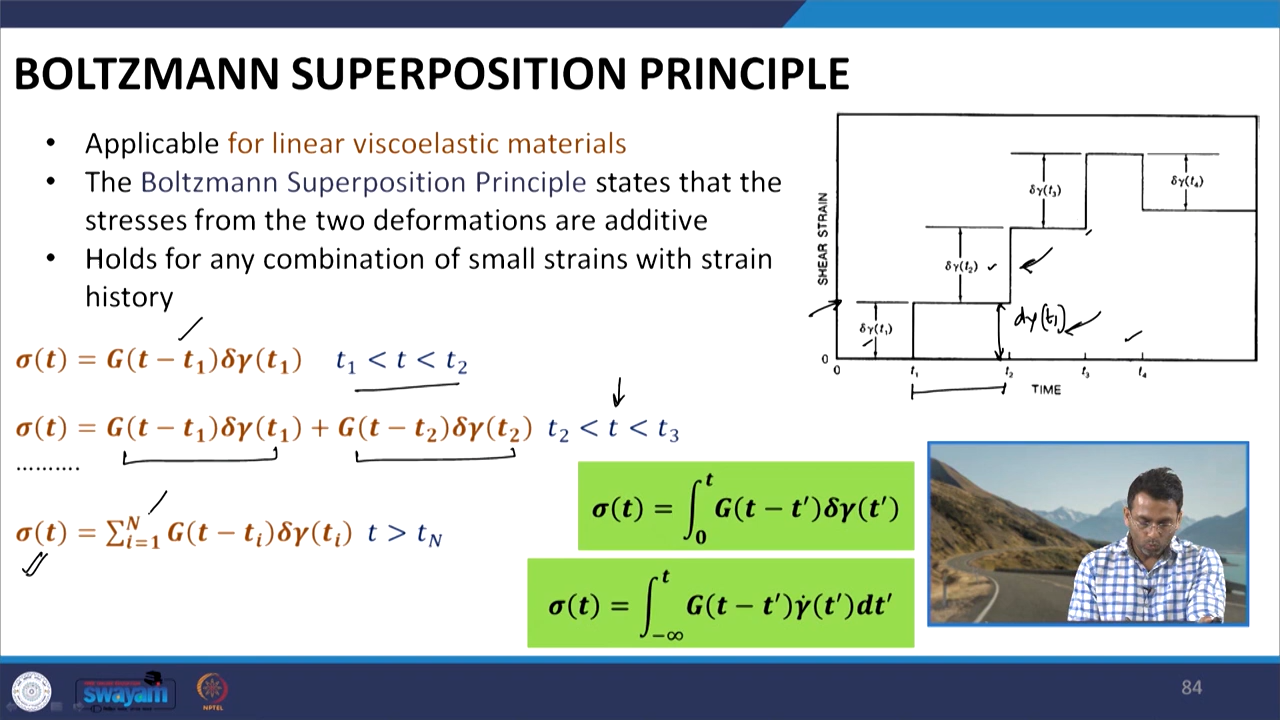 BOLTZMANN SUPERPOSITION PRINCIPLE
• Applicable for linear viscoelastic materials
• The Boltzmann Superposition Principle states that the
stresses from the two deformations are additive
• Holds for any combination of small strains with strain
history
σ(t) = G(t − t₁)δγ(t₁) t₁ < t < t₂
σ(t) = G(t − t₁)δγ(t₁) + G(t − t₂)δγ(t₂) t₂ < t < t₃
..........
σ(t) = ∑ᵢ₌₁ᴺ G(t − tᵢ)δγ(tᵢ) t > t_N
σ(t) = ∫₀ᵗ G(t − t′)δγ(t′)
σ(t) = ∫₋∞ᵗ G(t − t′)γ̇(t′)dt′
SHEAR STRAIN
δγ(t₁)
δγ(t₂)
δγ(t₃)
δγ(t₄)
dγ(t₁)
0
0 t₁ t₂ t₃ t₄
TIME
swayam
NPTEL
84